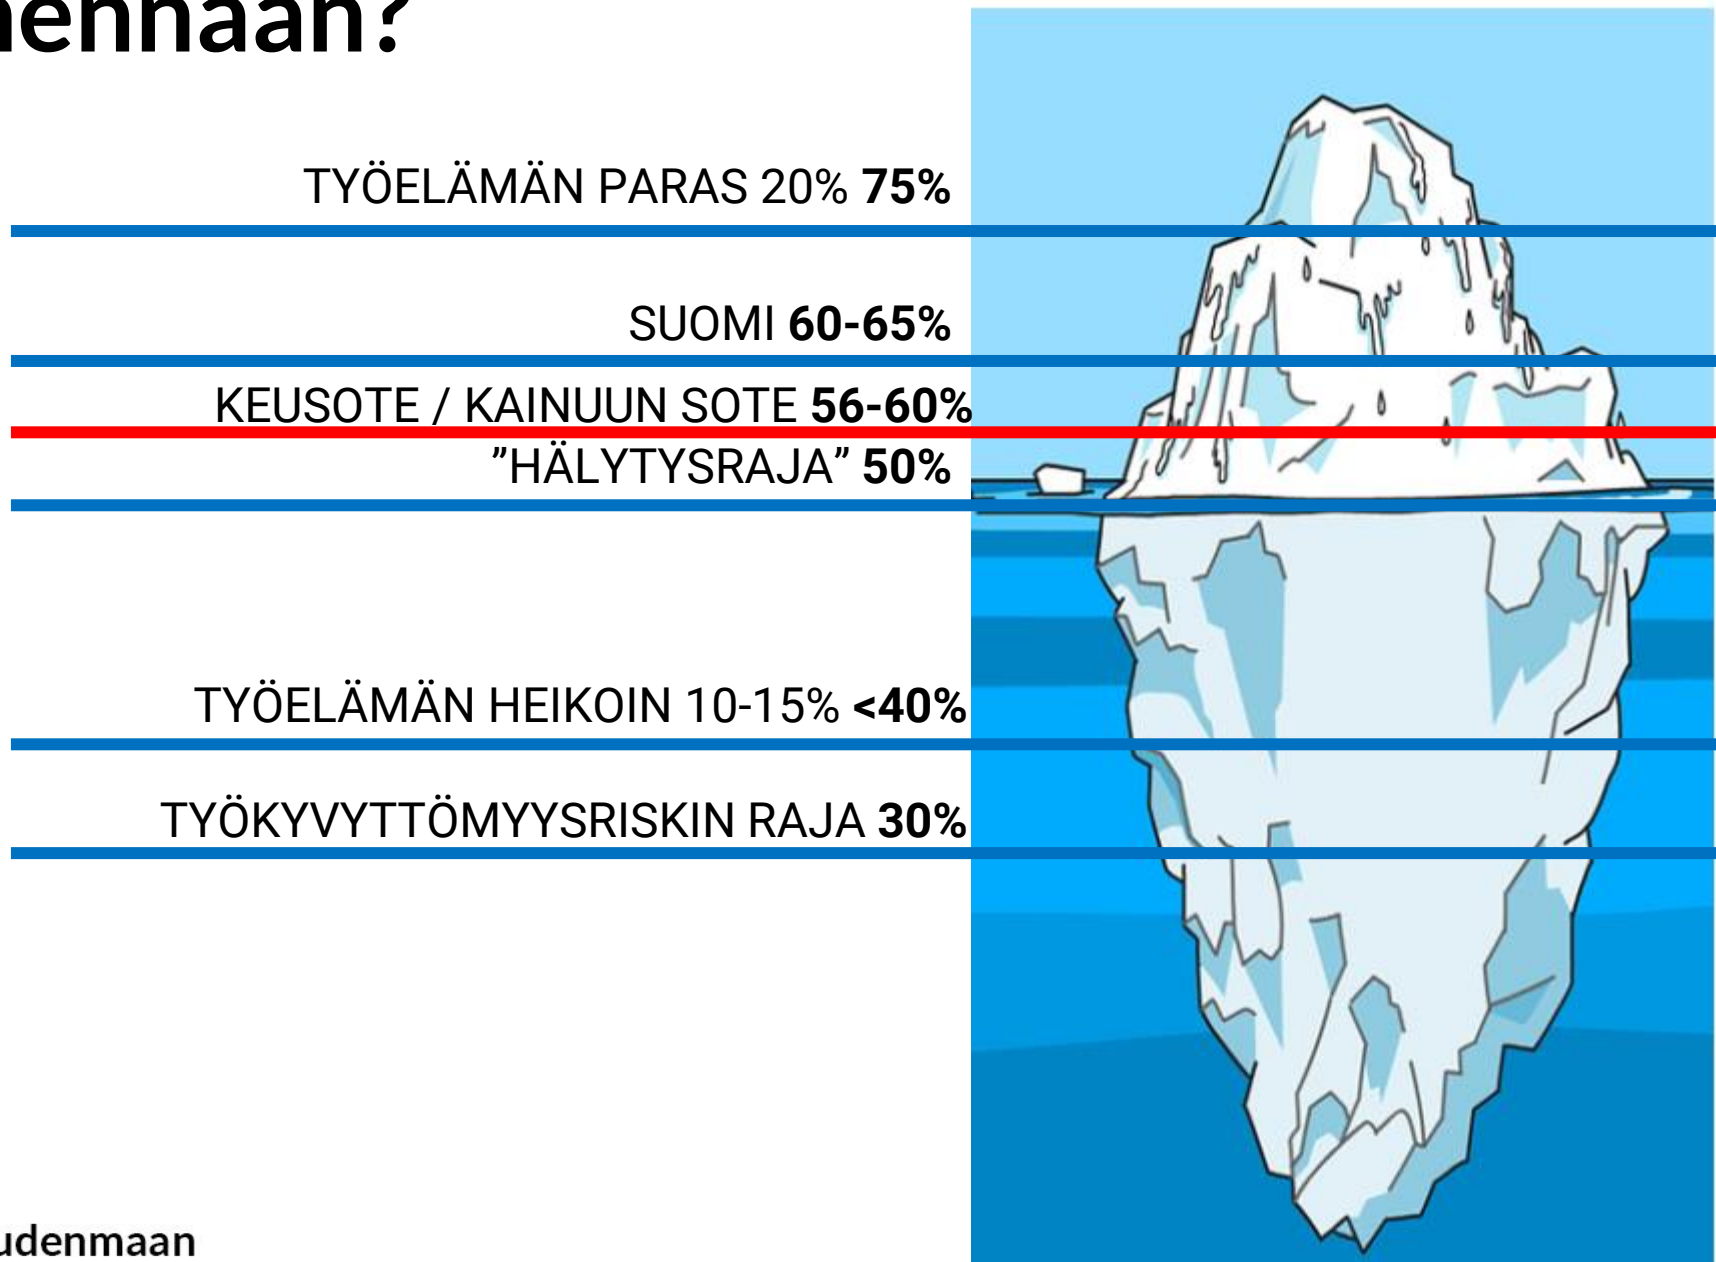 TYÖELÄMÄN PARAS 20% 75%
SUOMI 60-65%
KEUSOTE / KAINUUN SOTE 56-60%
”HÄLYTYSRAJA” 50%
TYÖELÄMÄN HEIKOIN 10-15% <40%
TYÖKYVYTTÖMYYSRISKIN RAJA 30%
udenmaan